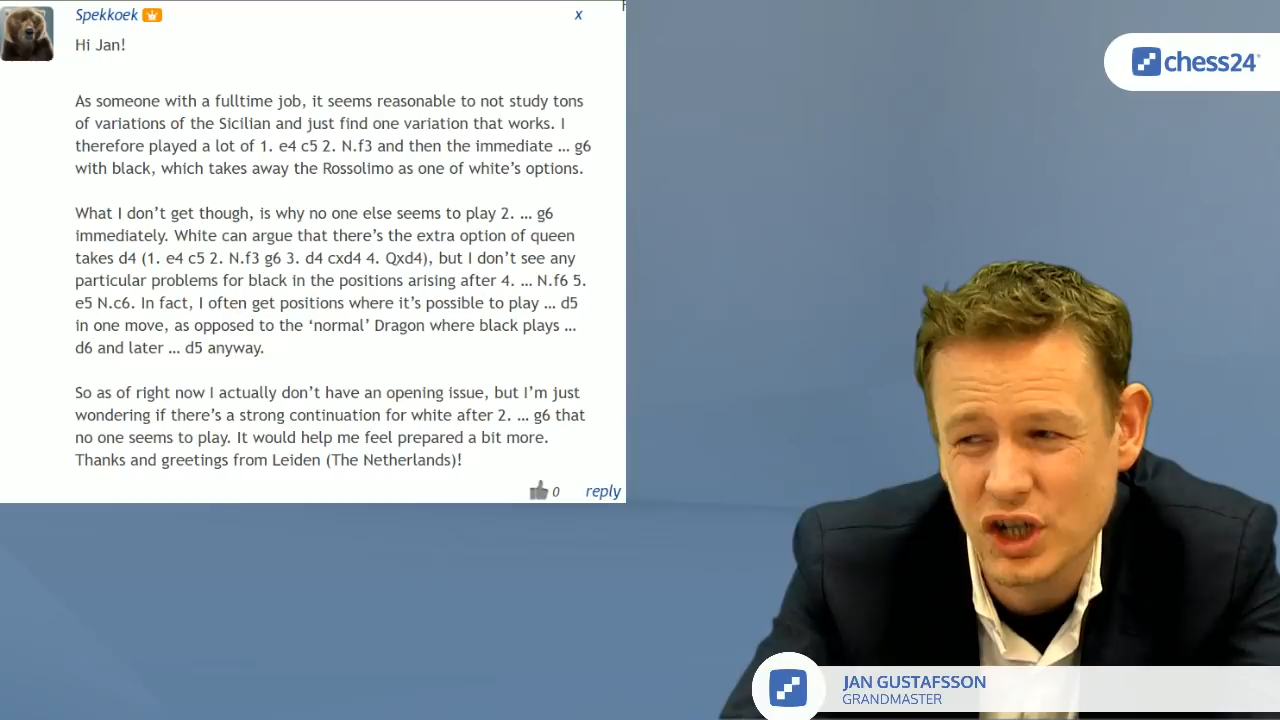 Spekkoek
x
Hi Jan!
As someone with a fulltime job, it seems reasonable to not study tons
of variations of the Sicilian and just find one variation that works. I
therefore played a lot of 1. e4 c5 2. N.f3 and then the immediate … g6
with black, which takes away the Rossolimo as one of white’s options.
What I don’t get though, is why no one else seems to play 2. … g6
immediately. White can argue that there’s the extra option of queen
takes d4 (1. e4 c5 2. N.f3 g6 3. d4 cxd4 4. Qxd4), but I don’t see any
particular problems for black in the positions arising after 4. … N.f6 5.
e5 N.c6. In fact, I often get positions where it’s possible to play … d5
in one move, as opposed to the ‘normal’ Dragon where black plays …
d6 and later … d5 anyway.
So as of right now I actually don’t have an opening issue, but I’m just
wondering if there’s a strong continuation for white after 2. … g6 that
no one seems to play. It would help me feel prepared a bit more.
Thanks and greetings from Leiden (The Netherlands)!
0 reply
chess24
JAN GUSTAFSSON
GRANDMASTER